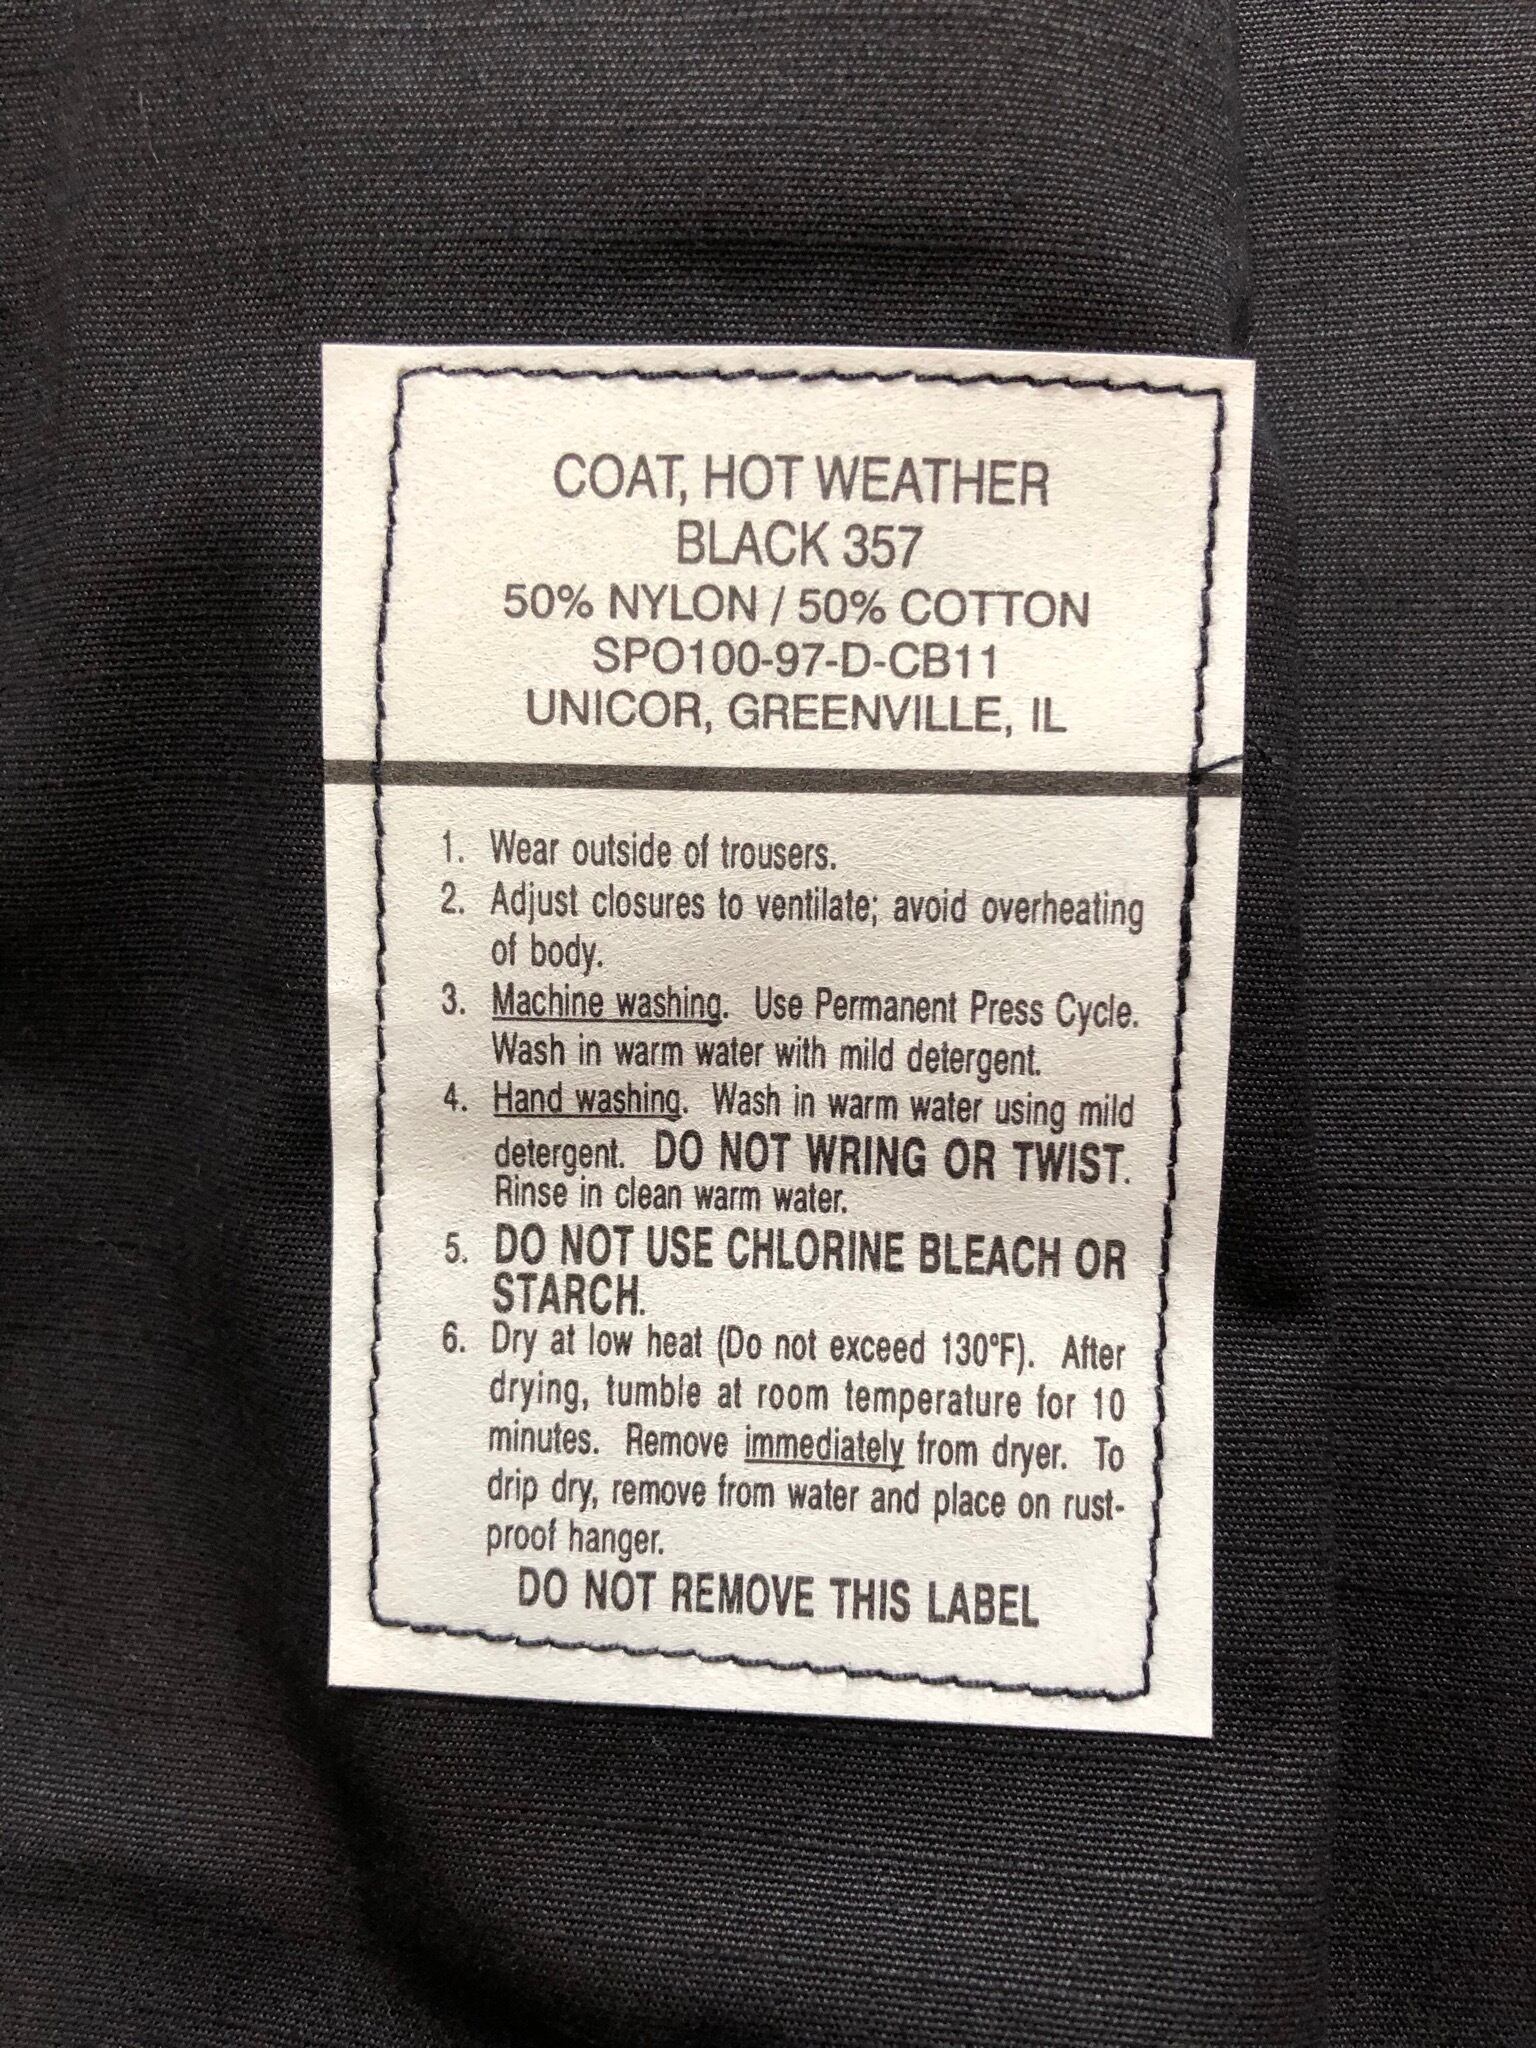 COAT, HOT WEATHER
BLACK 357
50% NYLON / 50% COTTON
SPO100-97-D-CB11
UNICOR, GREENVILLE, IL
1. Wear outside of trousers.
2. Adjust closures to ventilate; avoid overheating
of body.
3. Machine washing. Use Permanent Press Cycle.
Wash in warm water with mild detergent.
4. Hand washing. Wash in warm water using mild
detergent. DO NOT WRING OR TWIST.
Rinse in clean warm water.
5. DO NOT USE CHLORINE BLEACH OR
STARCH.
6. Dry at low heat (Do not exceed 130°F). After
drying, tumble at room temperature for 10
minutes. Remove immediately from dryer. To
drip dry, remove from water and place on rust-
proof hanger.
DO NOT REMOVE THIS LABEL